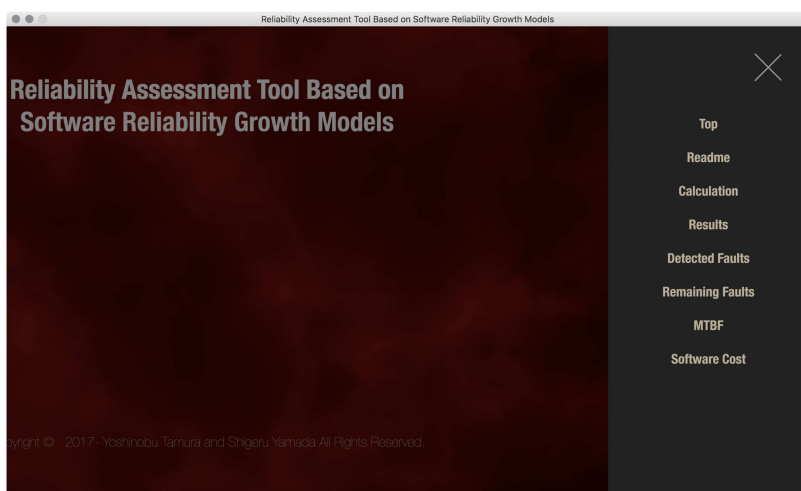 Reliability Assessment Tool Based on Software Reliability Growth Models
Reliability Assessment Tool Based on
Software Reliability Growth Models
Top
Readme
Calculation
Results
Detected Faults
Remaining Faults
MTBF
Software Cost
pyright © 2017- Yoshinobu Tamura and Shigeru Yamada All Rights Reserved.